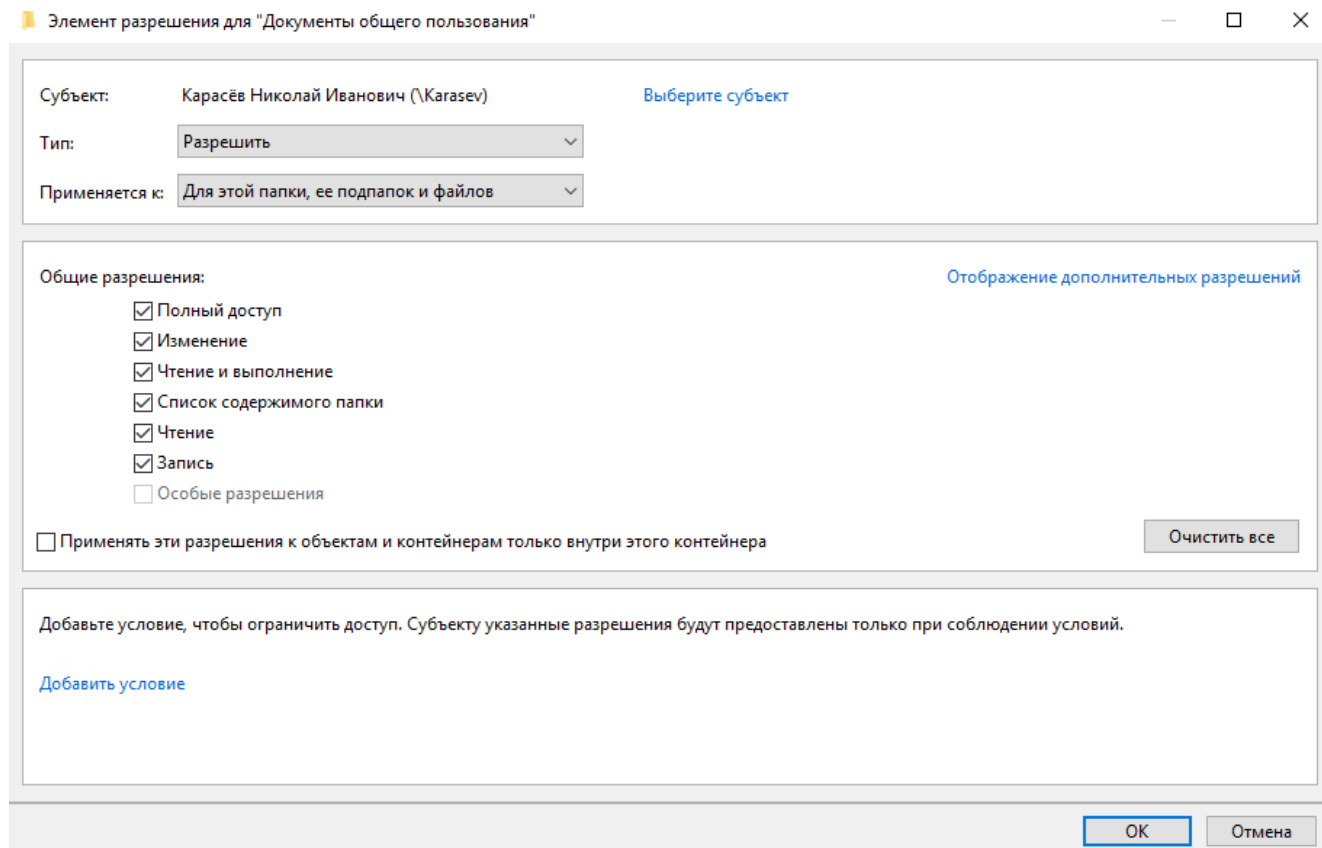 Элемент разрешения для "Документы общего пользования"
Субъект: Карасёв Николай Иванович (\Karasev) Выберите субъект
Тип: Разрешить
Применяется к: Для этой папки, ее подпапок и файлов
Общие разрешения: Отображение дополнительных разрешений
Полный доступ
Изменение
Чтение и выполнение
Список содержимого папки
Чтение
Запись
Особые разрешения
Применять эти разрешения к объектам и контейнерам только внутри этого контейнера Очистить все
Добавьте условие, чтобы ограничить доступ. Субъекту указанные разрешения будут предоставлены только при соблюдении условий.
Добавить условие
ОК Отмена